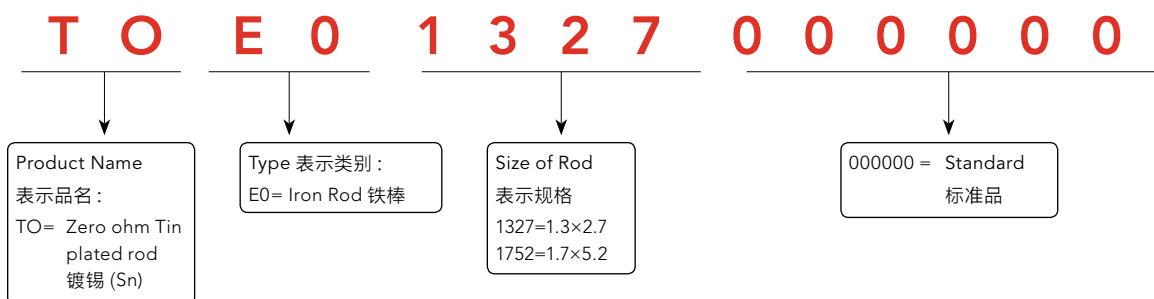 T O E 0 1 3 2 7 0 0 0 0 0 0
Product Name
表示品名 :
TO= Zero ohm Tin
plated rod
镀锡 (Sn)
Type 表示类别 :
E0= Iron Rod 铁棒
Size of Rod
表示规格
1327=1.3×2.7
1752=1.7×5.2
000000 = Standard
标准品